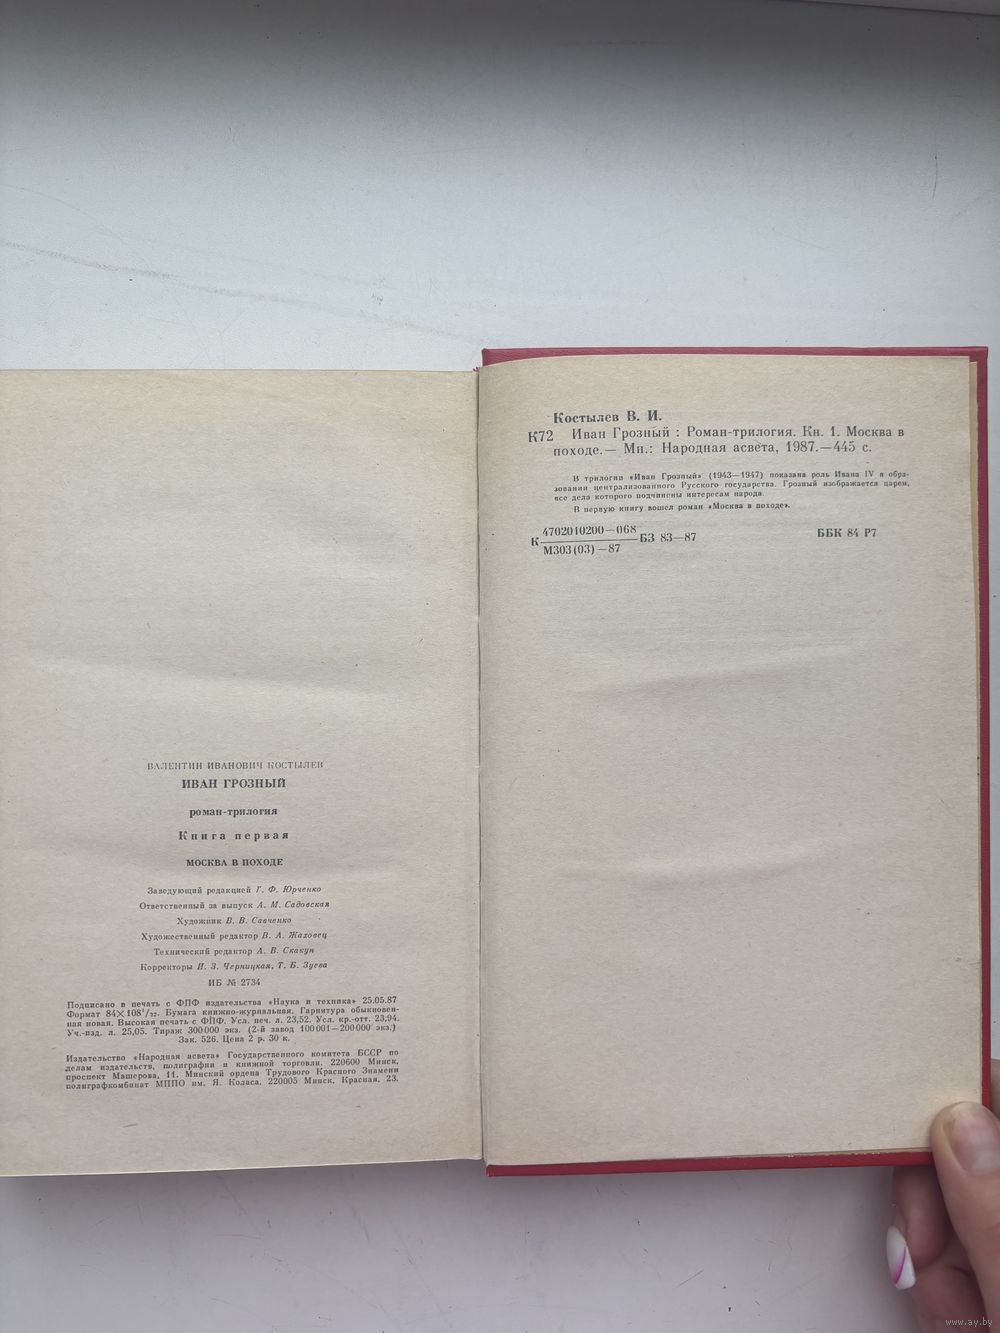 ВАЛЕНТИН ИВАНОВИЧ КОСТЫЛЕВ
ИВАН ГРОЗНЫЙ
роман-трилогия
Книга первая
МОСКВА В ПОХОДЕ
Заведующий редакцией Г. Ф. Юрченко
Ответственный за выпуск А. М. Садовская
Художник В. В. Савченко
Художественный редактор В. А. Жаховец
Технический редактор А. В. Скакун
Корректоры И. З. Черницкая, Т. Б. Зуева
ИБ № 2734
Подписано в печать с ФПФ издательства «Наука и техника» 25.05.87
Формат 84×108¹/₃₂. Бумага книжно-журнальная. Гарнитура обыкновен-
ная новая. Высокая печать с ФПФ. Усл. печ. л. 23,52. Усл. кр.-отт. 23,94.
Уч.-изд. л. 25,05. Тираж 300 000 экз. (2-й завод 100 001—200 000 экз.)
Зак. 526. Цена 2 р. 30 к.
Издательство «Народная асвета» Государственного комитета БССР по
делам издательств, полиграфии и книжной торговли. 220600 Минск,
проспект Машерова, 11. Минский ордена Трудового Красного Знамени
полиграфкомбинат МППО им. Я. Коласа. 220005 Минск, Красная, 23.
Костылев В. И.
К72 Иван Грозный : Роман-трилогия. Кн. 1. Москва в
походе.— Мн.: Народная асвета, 1987.—445 с.
В трилогии «Иван Грозный» (1943—1947) показана роль Ивана IV в обра-
зовании централизованного Русского государства. Грозный изображается царем,
все дела которого подчинены интересам народа.
В первую книгу вошел роман «Москва в походе».
4702010200—068
К БЗ 83—87 ББК 84 Р7
М303(03)—87
www.ay.by